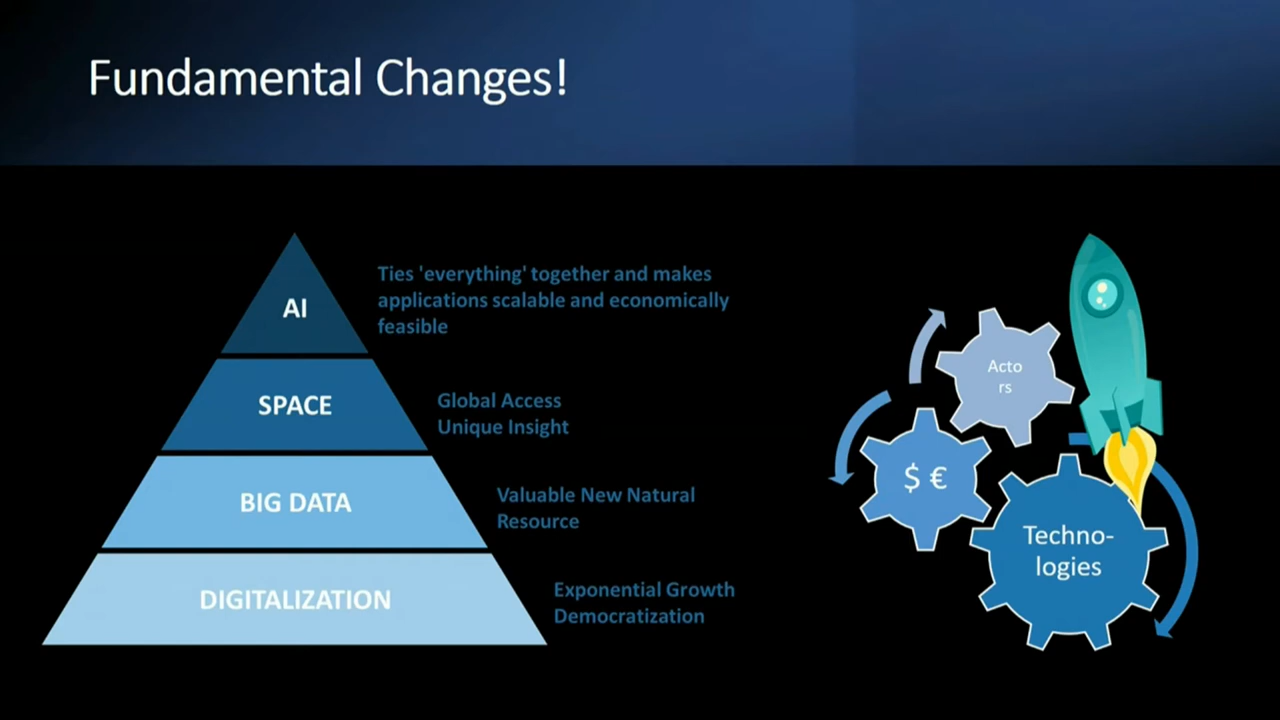 Fundamental Changes!
AI
Ties 'everything' together and makes
applications scalable and economically
feasible
SPACE
Global Access
Unique Insight
BIG DATA
Valuable New Natural
Resource
DIGITALIZATION
Exponential Growth
Democratization
Acto
rs
$ €
Techno-
logies